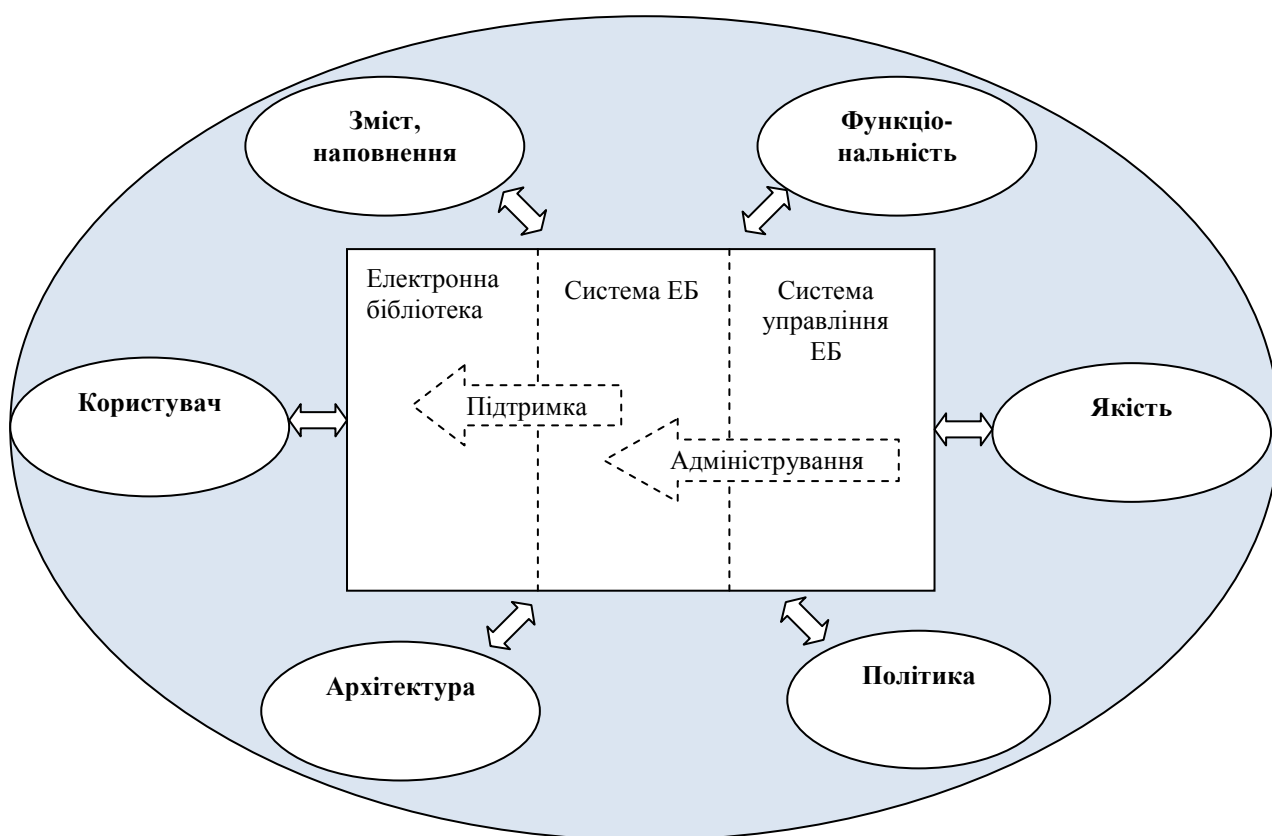 Зміст,
наповнення
Функціо-
нальність
Електронна
бібліотека
Система ЕБ
Система
управління
ЕБ
Користувач
Підтримка
Адміністрування
Якість
Архітектура
Політика